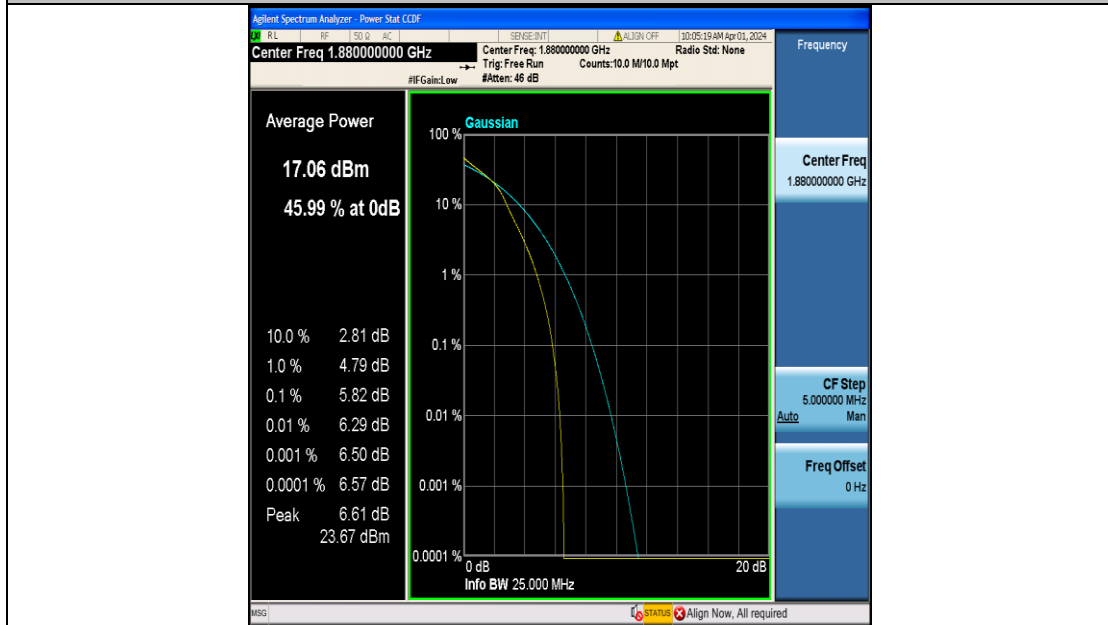 Agilent Spectrum Analyzer - Power Stat CCDF
RL RF 50 Ω AC SENSE:INT ALIGN OFF 10:05:19 AM Apr 01, 2024
Center Freq 1.880000000 GHz
Center Freq: 1.880000000 GHz Radio Std: None
Trig: Free Run Counts:10.0 M/10.0 Mpt
#IFGain:Low #Atten: 46 dB
Frequency
Average Power
17.06 dBm
45.99 % at 0dB
10.0 % 2.81 dB
1.0 % 4.79 dB
0.1 % 5.82 dB
0.01 % 6.29 dB
0.001 % 6.50 dB
0.0001 % 6.57 dB
Peak 6.61 dB
23.67 dBm
Gaussian
100 %
10 %
1 %
0.1 %
0.01 %
0.001 %
0.0001 %
0 dB 20 dB
Info BW 25.000 MHz
Center Freq
1.880000000 GHz
CF Step
5.000000 MHz
Auto Man
Freq Offset
0 Hz
MSG STATUS Align Now, All required